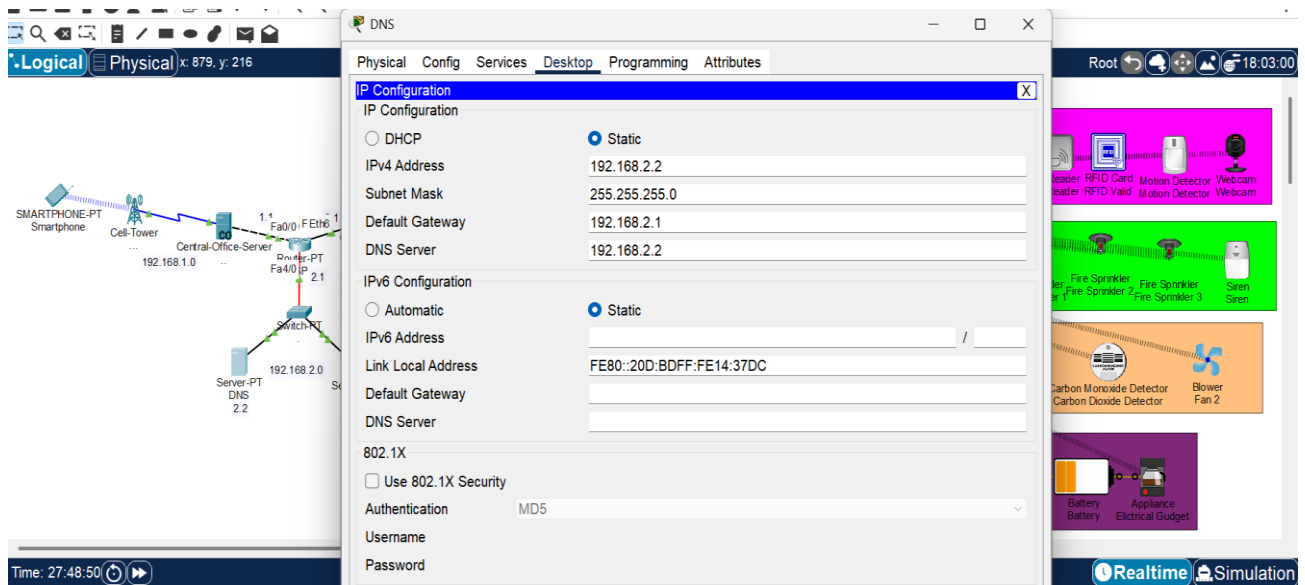 DNS
Logical Physical x: 879, y: 216
Root 18:03:00
Physical Config Services Desktop Programming Attributes
IP Configuration X
IP Configuration
DHCP Static
IPv4 Address 192.168.2.2
Subnet Mask 255.255.255.0
Default Gateway 192.168.2.1
DNS Server 192.168.2.2
IPv6 Configuration
Automatic Static
IPv6 Address /
Link Local Address FE80::20D:BDFF:FE14:37DC
Default Gateway
DNS Server
802.1X
Use 802.1X Security
Authentication MD5
Username
Password
SMARTPHONE-PT
Smartphone
Cell-Tower
...
CO
Central-Office-Server
192.168.1.0
1.1
Fa0/0
Router-PT
Fa4/0
2.1
Switch-PT
192.168.2.0
Server-PT
DNS
2.2
RFID Card Motion Detector Webcam
RFID Valid Motion Detector Webcam
Fire Sprinkler Fire Sprinkler Siren
Fire Sprinkler 2 Fire Sprinkler 3 Siren
Carbon Monoxide Detector Blower
Carbon Dioxide Detector Fan 2
Battery Appliance
Battery Elictrical Gudget
Time: 27:48:50
Realtime Simulation